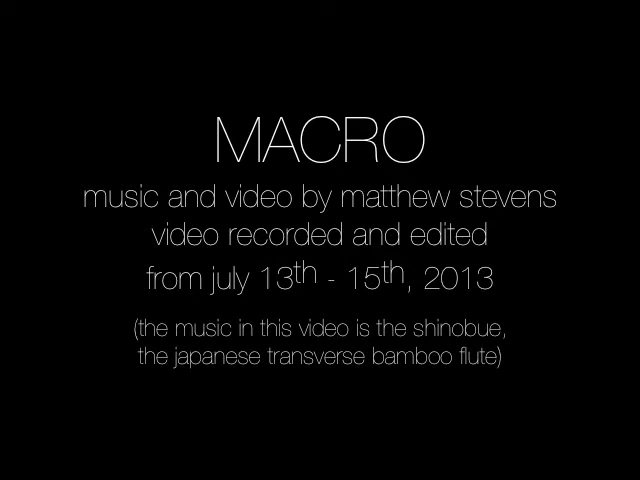 MACRO
music and video by matthew stevens
video recorded and edited
from july 13th - 15th, 2013
(the music in this video is the shinobue,
the japanese transverse bamboo flute)